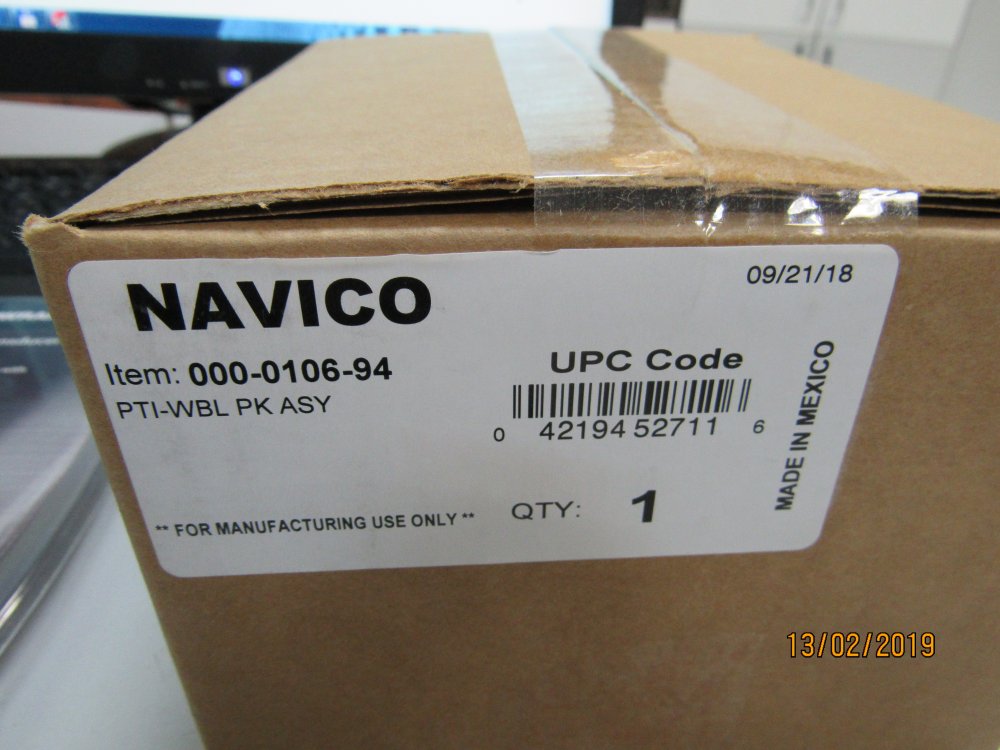 NAVICO
09/21/18
Item: 000-0106-94
PTI-WBL PK ASY
UPC Code
0 42194 52711 6
MADE IN MEXICO
** FOR MANUFACTURING USE ONLY **
QTY: 1
13/02/2019